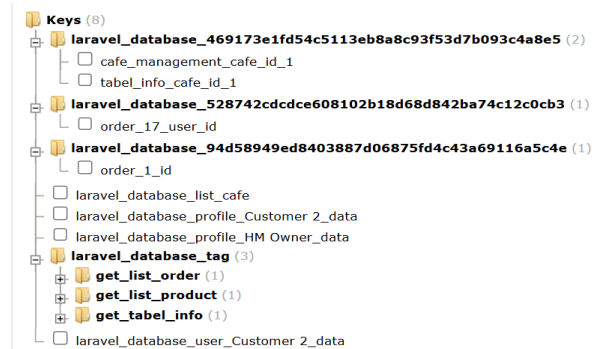 Keys (8)
laravel_database_469173e1fd54c5113eb8a8c93f53d7b093c4a8e5 (2)
cafe_management_cafe_id_1
tabel_info_cafe_id_1
laravel_database_528742cdcdce608102b18d68d842ba74c12c0cb3 (1)
order_17_user_id
laravel_database_94d58949ed8403887d06875fd4c43a69116a5c4e (1)
order_1_id
laravel_database_list_cafe
laravel_database_profile_Customer 2_data
laravel_database_profile_HM Owner_data
laravel_database_tag (3)
get_list_order (1)
get_list_product (1)
get_tabel_info (1)
laravel_database_user_Customer 2_data